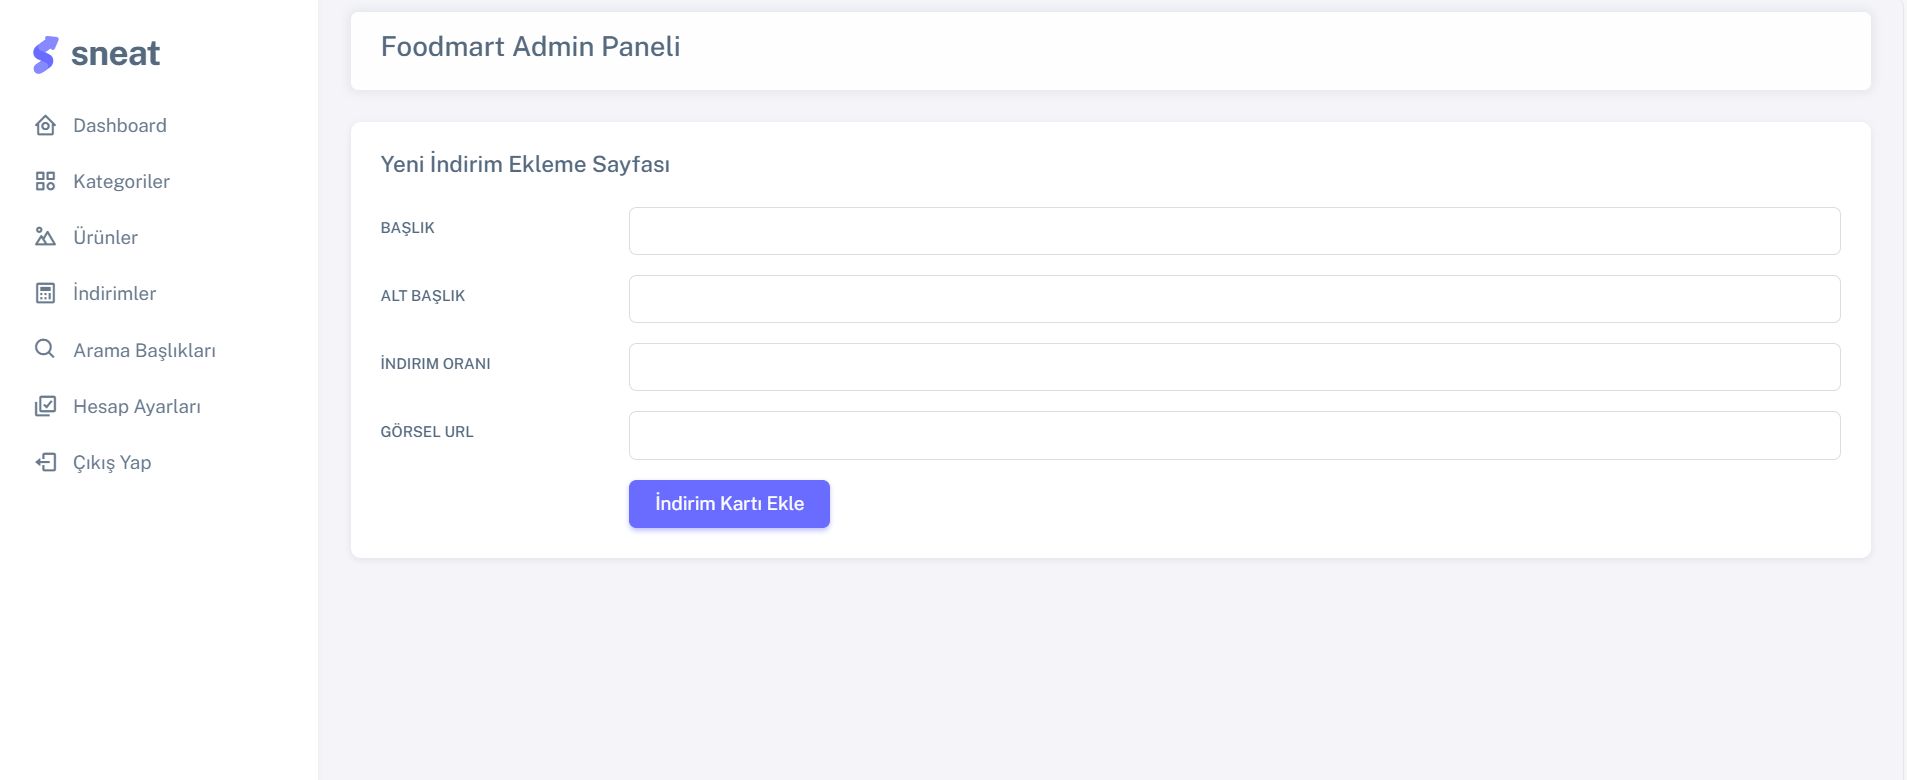 sneat
Dashboard
Kategoriler
Ürünler
İndirimler
Arama Başlıkları
Hesap Ayarları
Çıkış Yap
Foodmart Admin Paneli
Yeni İndirim Ekleme Sayfası
BAŞLIK
ALT BAŞLIK
İNDIRIM ORANI
GÖRSEL URL
İndirim Kartı Ekle